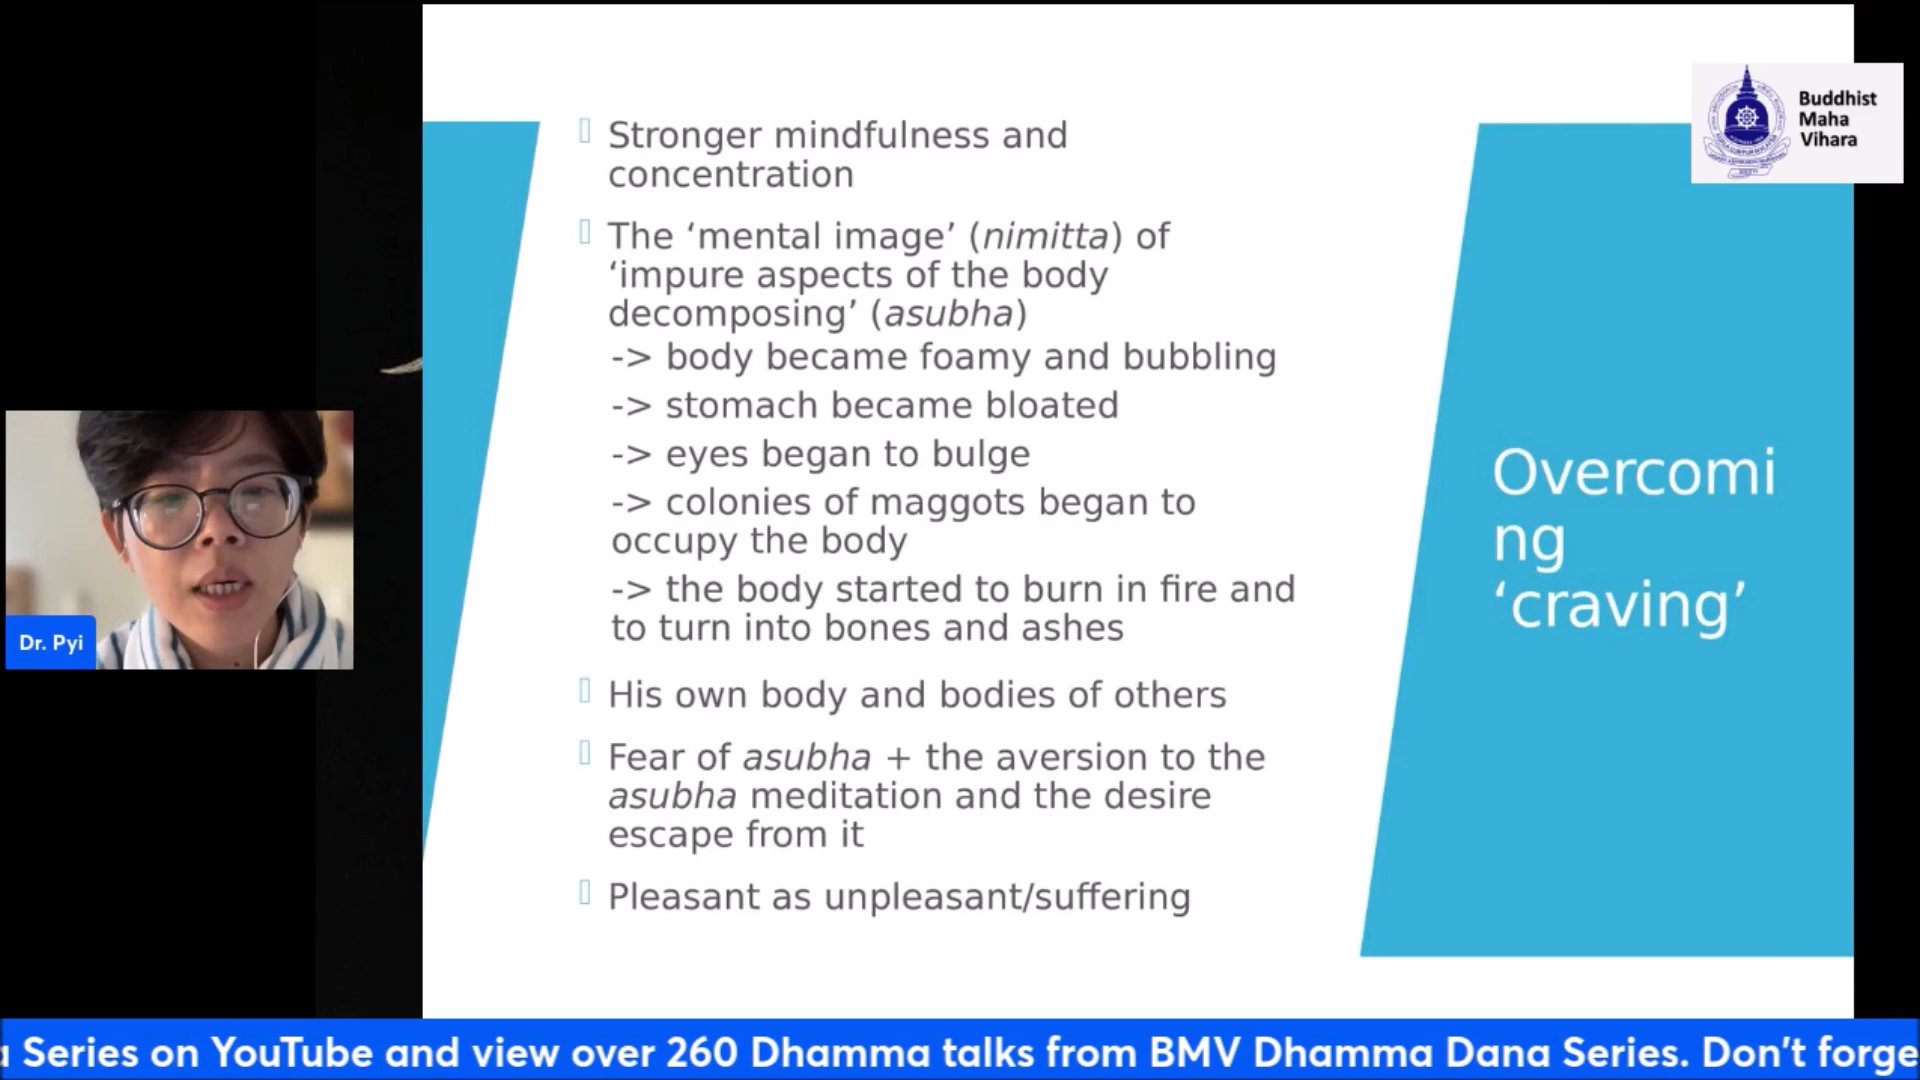 Stronger mindfulness and
concentration
The ‘mental image’ (nimitta) of
‘impure aspects of the body
decomposing’ (asubha)
-> body became foamy and bubbling
-> stomach became bloated
-> eyes began to bulge
-> colonies of maggots began to
occupy the body
-> the body started to burn in fire and
to turn into bones and ashes
His own body and bodies of others
Fear of asubha + the aversion to the
asubha meditation and the desire
escape from it
Pleasant as unpleasant/suffering
Overcomi
ng
‘craving’
Buddhist
Maha
Vihara
Dr. Pyi
Series on YouTube and view over 260 Dhamma talks from BMV Dhamma Dana Series. Don't forge